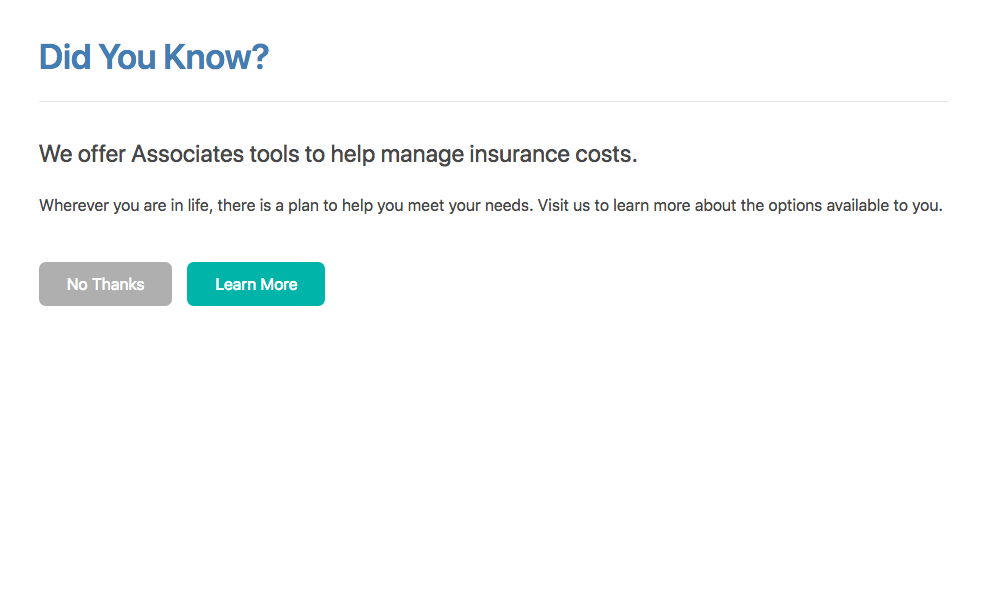 Did You Know?
We offer Associates tools to help manage insurance costs.
Wherever you are in life, there is a plan to help you meet your needs. Visit us to learn more about the options available to you.
No Thanks
Learn More